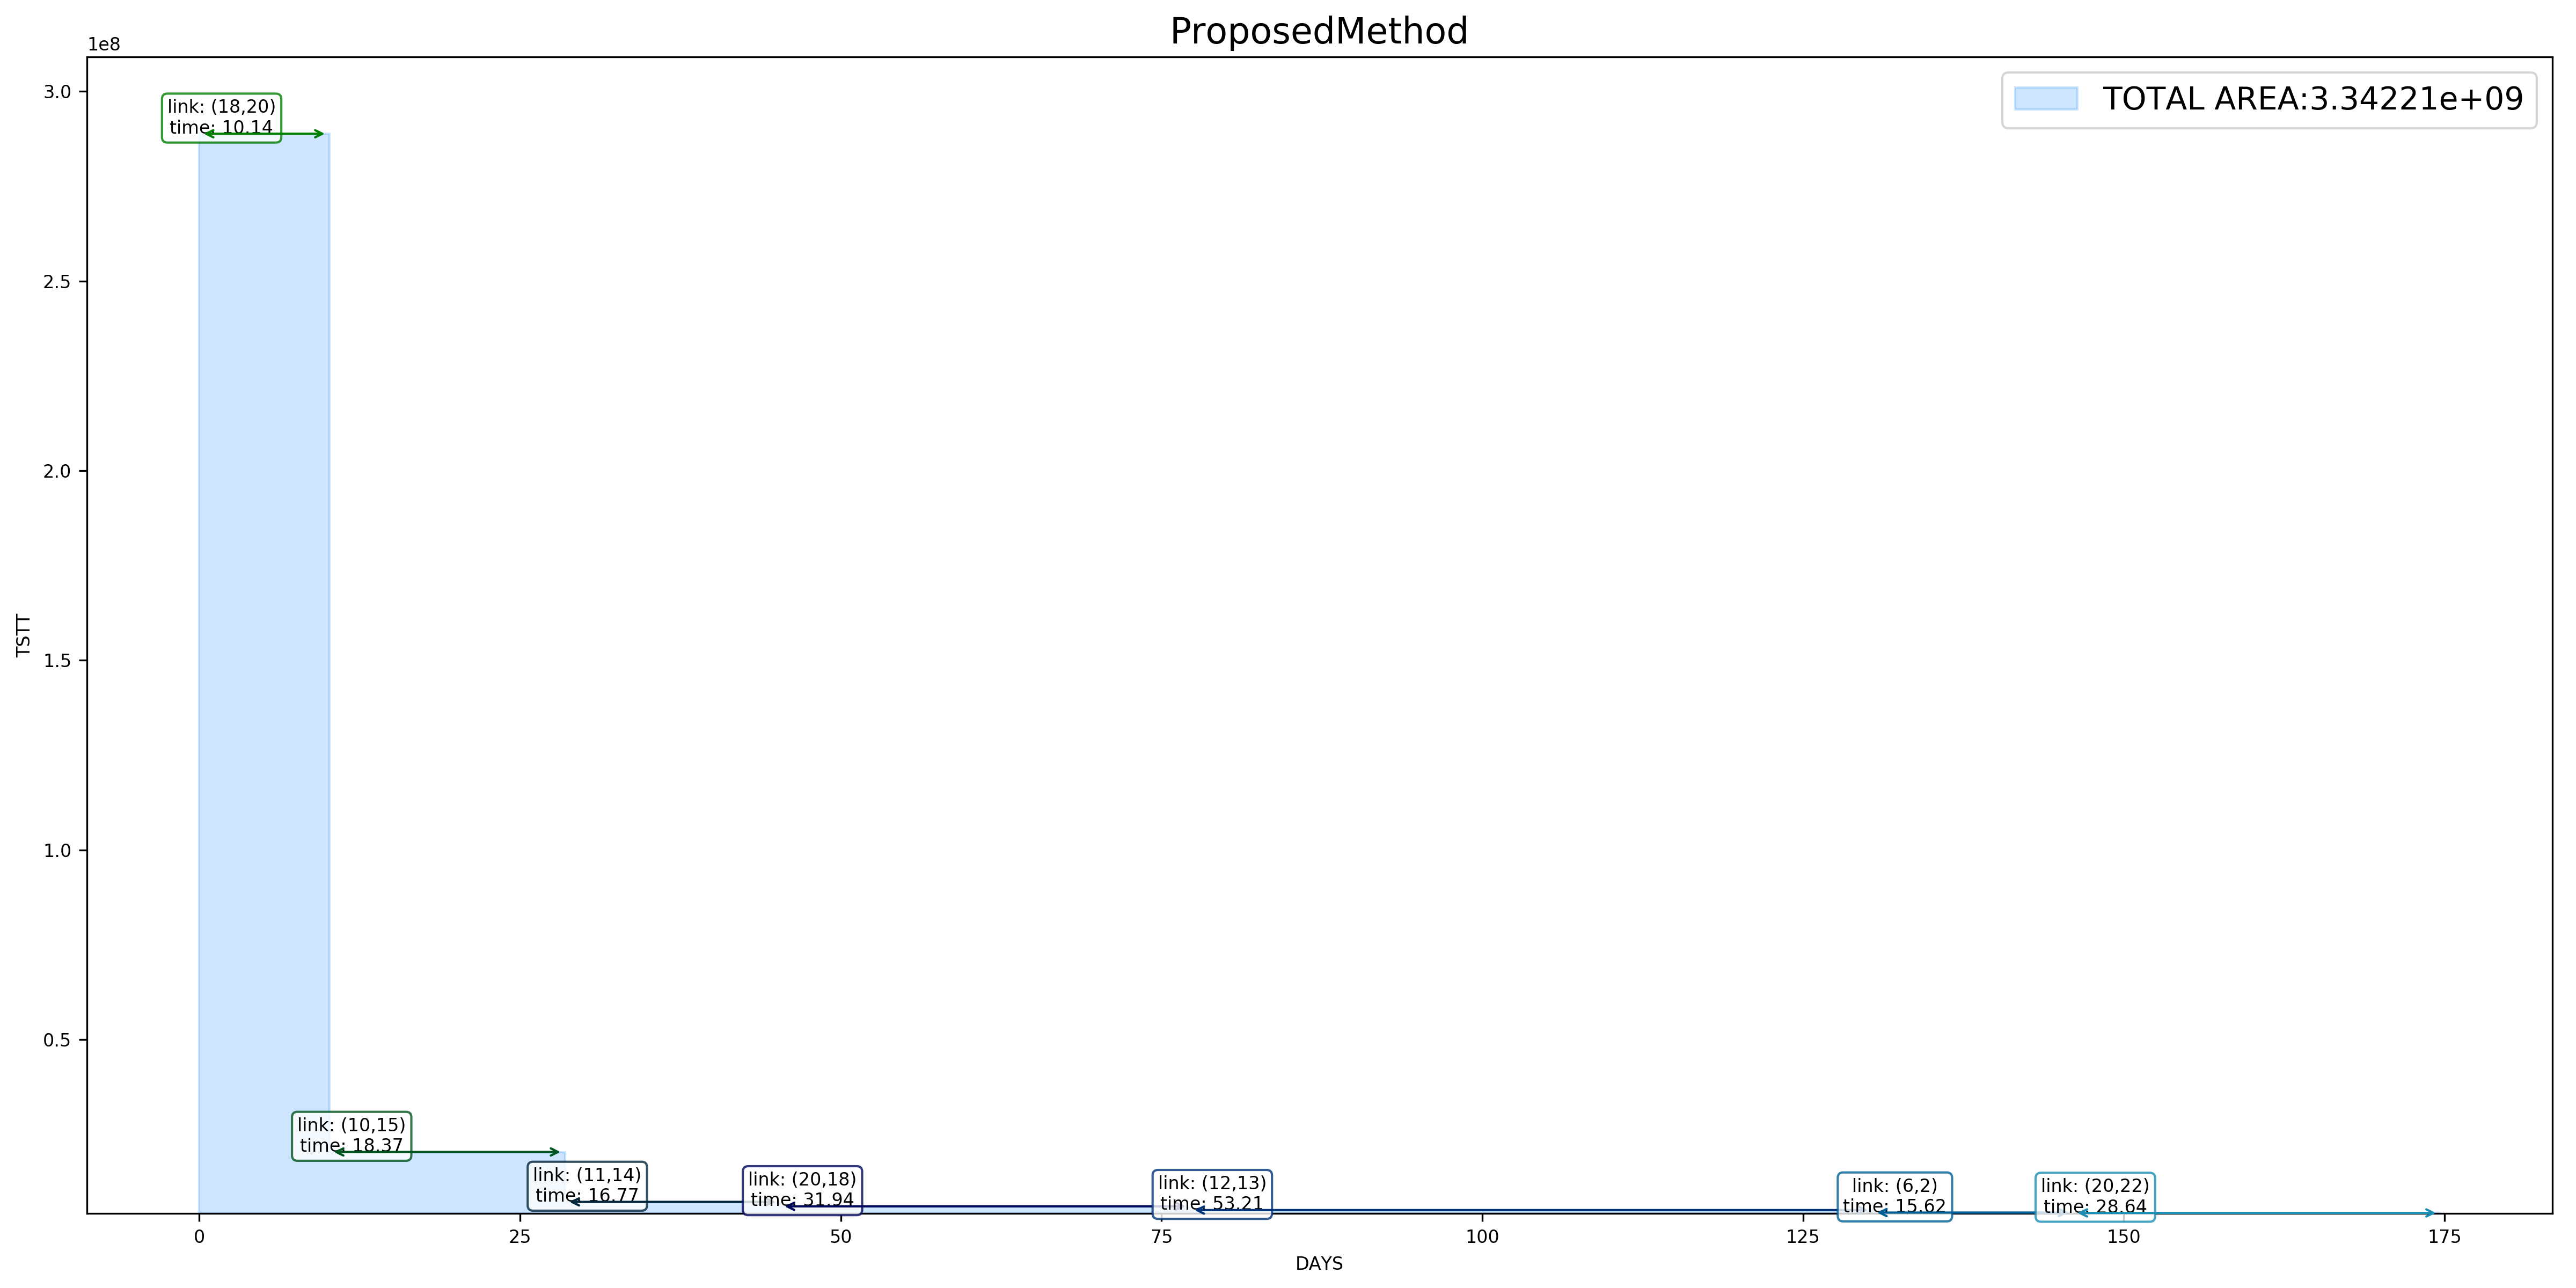 ProposedMethod
1e8
TOTAL AREA:3.34221e+09
3.0
2.5
2.0
1.5
1.0
0.5
TSTT
link: (18,20)
time: 10.14
link: (10,15)
time: 18.37
link: (11,14)
time: 16.77
link: (20,18)
time: 31.94
link: (12,13)
time: 53.21
link: (6,2)
time: 15.62
link: (20,22)
time: 28.64
0
25
50
75
100
125
150
175
DAYS